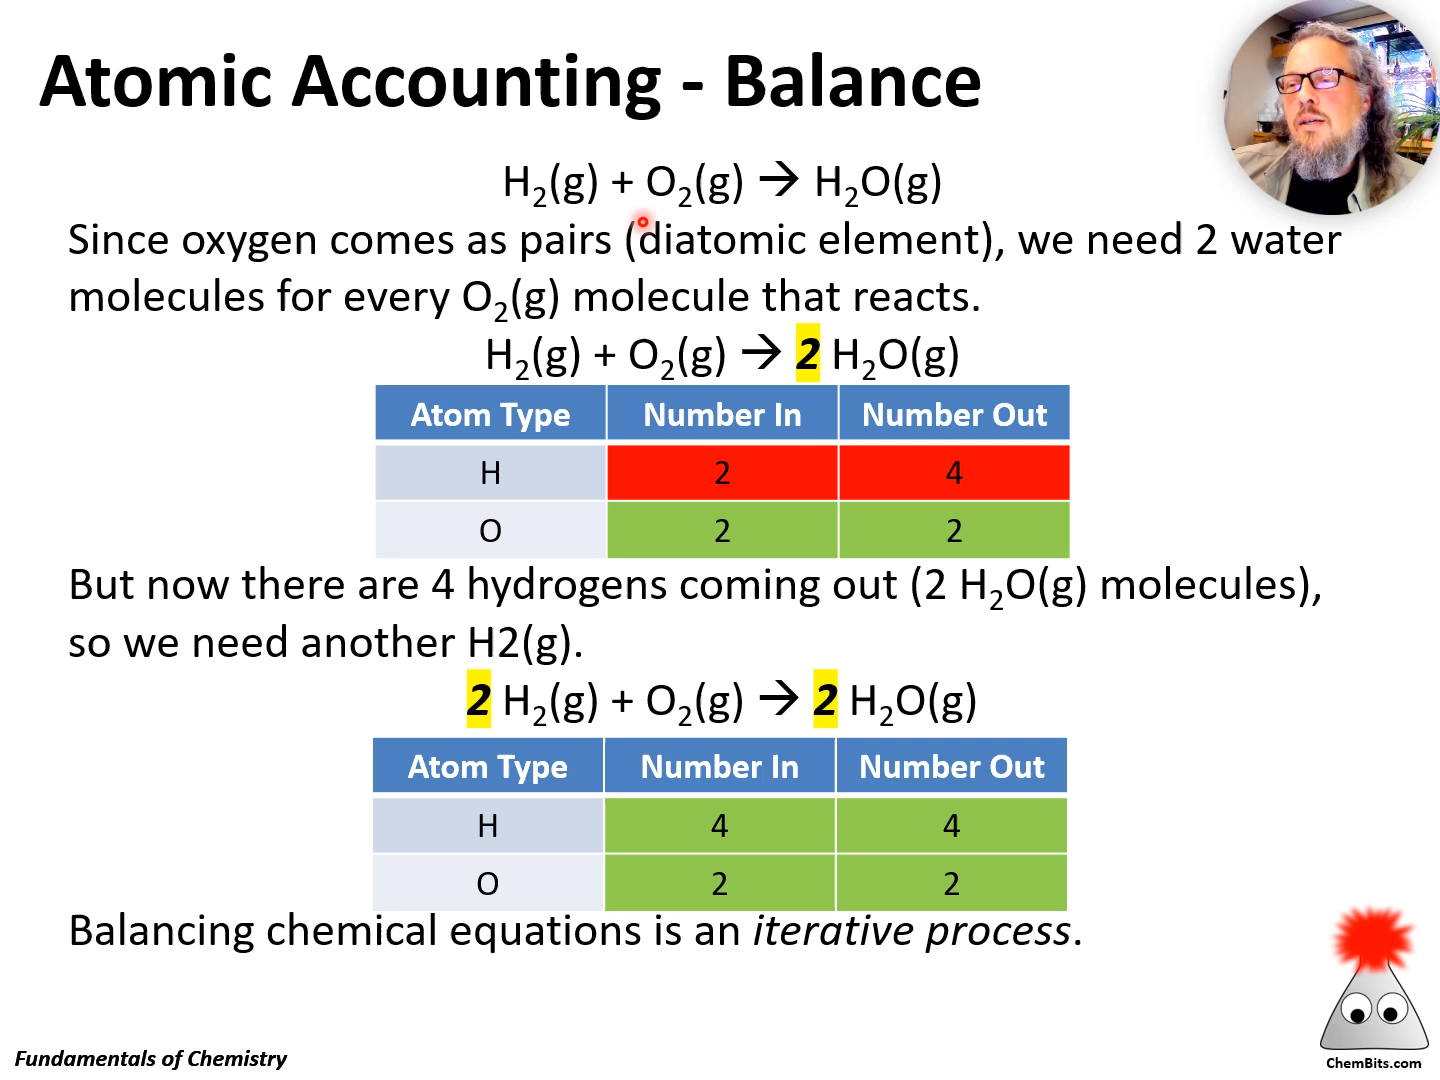 Atomic Accounting - Balance
H₂(g) + O₂(g) → H₂O(g)
Since oxygen comes as pairs (diatomic element), we need 2 water
molecules for every O₂(g) molecule that reacts.
H₂(g) + O₂(g) → 2 H₂O(g)
Atom Type Number In Number Out
H 2 4
O 2 2
But now there are 4 hydrogens coming out (2 H₂O(g) molecules),
so we need another H2(g).
2 H₂(g) + O₂(g) → 2 H₂O(g)
Atom Type Number In Number Out
H 4 4
O 2 2
Balancing chemical equations is an iterative process.
Fundamentals of Chemistry
ChemBits.com